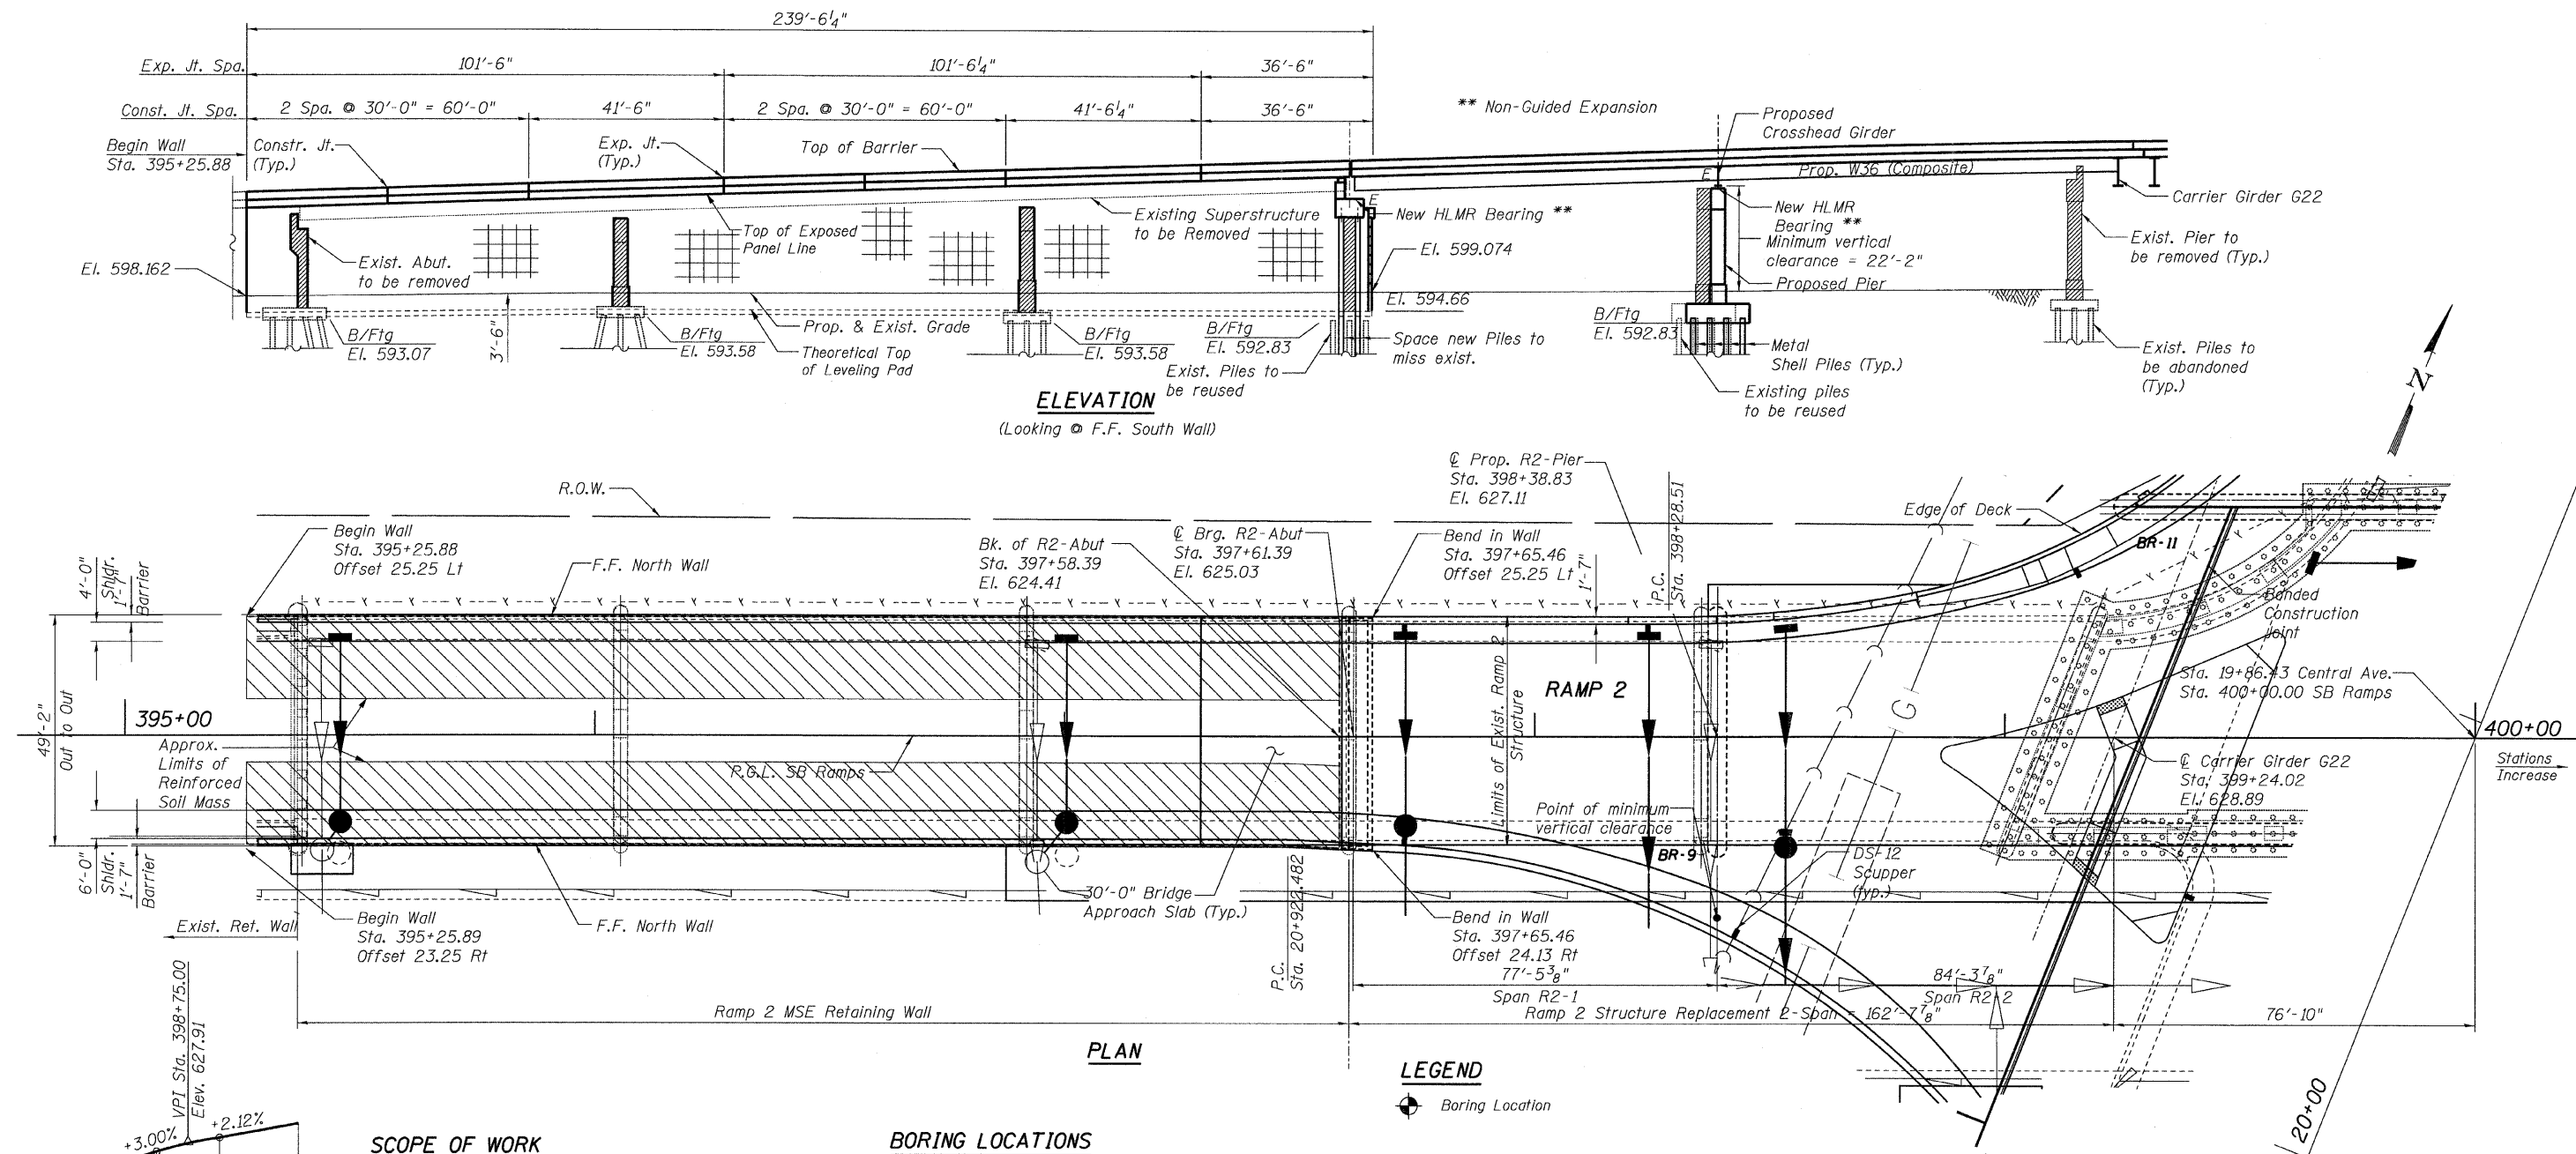 239'-6¼"
Exp. Jt. Spa.
101'-6"
101'-6¼"
36'-6"
Const. Jt. Spa.
2 Spa. @ 30'-0" = 60'-0"
41'-6"
2 Spa. @ 30'-0" = 60'-0"
41'-6¼"
36'-6"
** Non-Guided Expansion
Proposed
Crosshead Girder
Begin Wall
Sta. 395+25.88
Constr. Jt.
(Typ.)
Exp. Jt.
(Typ.)
Top of Barrier
Prop. W36 (Composite)
E
E
Carrier Girder G22
El. 598.162
Exist. Abut.
to be removed
Top of Exposed
Panel Line
Existing Superstructure
to be Removed
New HLMR Bearing **
El. 599.074
El. 594.66
New HLMR
Bearing **
Minimum vertical
clearance = 22'-2"
Proposed Pier
Exist. Pier to
be removed (Typ.)
B/Ftg
El. 593.07
3'-6"
B/Ftg
El. 593.58
Prop. & Exist. Grade
Theoretical Top
of Leveling Pad
B/Ftg
El. 593.58
B/Ftg
El. 592.83
Exist. Piles to
be reused
Space new Piles to
miss exist.
B/Ftg
El. 592.83
Metal
Shell Piles (Typ.)
Existing piles
to be reused
Exist. Piles to
be abandoned
(Typ.)
ELEVATION
(Looking @ F.F. South Wall)
N
R.O.W.
Begin Wall
Sta. 395+25.88
Offset 25.25 Lt
F.F. North Wall
Bk. of R2-Abut
Sta. 397+58.39
El. 624.41
℄ Brg. R2-Abut
Sta. 397+61.39
El. 625.03
℄ Prop. R2-Pier
Sta. 398+38.83
El. 627.11
Bend in Wall
Sta. 397+65.46
Offset 25.25 Lt
1'-7"
P.C.
Sta. 398+28.51
Edge of Deck
BR-11
Bonded
Construction
Joint
4'-0"
Shldr.
1'-7"
Barrier
49'-2"
Out to Out
6'-0"
Shldr.
1'-7"
Barrier
395+00
Approx.
Limits of
Reinforced
Soil Mass
P.G.L. SB Ramps
Limits of Exist. Ramp 2
Structure
RAMP 2
G
Sta. 19+86.43 Central Ave.
Sta. 400+00.00 SB Ramps
400+00
Stations
Increase
℄ Carrier Girder G22
Sta. 399+24.02
El. 628.89
Point of minimum
vertical clearance
BR-9
DS-12
Scupper
(typ.)
30'-0" Bridge
Approach Slab (Typ.)
Exist. Ret. Wall
Begin Wall
Sta. 395+25.89
Offset 23.25 Rt
F.F. North Wall
P.C.
Sta. 20+922.482
Bend in Wall
Sta. 397+65.46
Offset 24.13 Rt
77'-5⅜"
Span R2-1
84'-3⅞"
Span R2-2
Ramp 2 MSE Retaining Wall
Ramp 2 Structure Replacement 2-Span = 162'-7⅞"
76'-10"
PLAN
LEGEND
Boring Location
20+00
VPI Sta. 398+75.00
Elev. 627.91
+3.00%
+2.12%
SCOPE OF WORK
BORING LOCATIONS